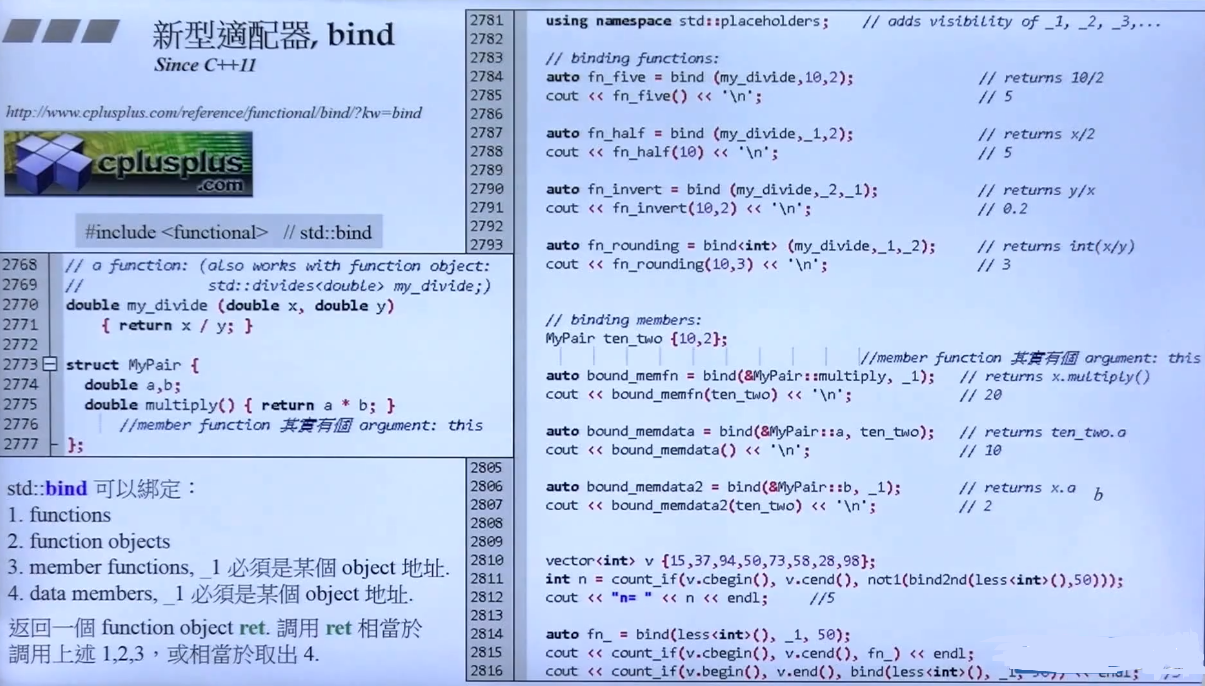 新型適配器, bind
Since C++11
http://www.cplusplus.com/reference/functional/bind/?kw=bind
cplusplus
.com
#include <functional> // std::bind
2768 // a function: (also works with function object:
2769 // std::divides<double> my_divide;)
2770 double my_divide (double x, double y)
2771 { return x / y; }
2772
2773 struct MyPair {
2774 double a,b;
2775 double multiply() { return a * b; }
2776 //member function 其實有個 argument: this
2777 };
std::bind 可以綁定：
1. functions
2. function objects
3. member functions, _1 必須是某個 object 地址.
4. data members, _1 必須是某個 object 地址.
返回一個 function object ret. 調用 ret 相當於
調用上述 1,2,3，或相當於取出 4.
2781 using namespace std::placeholders; // adds visibility of _1, _2, _3,...
2782
2783 // binding functions:
2784 auto fn_five = bind (my_divide,10,2); // returns 10/2
2785 cout << fn_five() << '\n'; // 5
2786
2787 auto fn_half = bind (my_divide,_1,2); // returns x/2
2788 cout << fn_half(10) << '\n'; // 5
2789
2790 auto fn_invert = bind (my_divide,_2,_1); // returns y/x
2791 cout << fn_invert(10,2) << '\n'; // 0.2
2792
2793 auto fn_rounding = bind<int> (my_divide,_1,_2); // returns int(x/y)
cout << fn_rounding(10,3) << '\n'; // 3
// binding members:
MyPair ten_two {10,2};
//member function 其實有個 argument: this
auto bound_memfn = bind(&MyPair::multiply, _1); // returns x.multiply()
cout << bound_memfn(ten_two) << '\n'; // 20
auto bound_memdata = bind(&MyPair::a, ten_two); // returns ten_two.a
cout << bound_memdata() << '\n'; // 10
2805
2806 auto bound_memdata2 = bind(&MyPair::b, _1); // returns x.a b
2807 cout << bound_memdata2(ten_two) << '\n'; // 2
2808
2809
2810 vector<int> v {15,37,94,50,73,58,28,98};
2811 int n = count_if(v.cbegin(), v.cend(), not1(bind2nd(less<int>(),50)));
2812 cout << "n= " << n << endl; //5
2813
2814 auto fn_ = bind(less<int>(), _1, 50);
2815 cout << count_if(v.cbegin(), v.cend(), fn_) << endl;
2816 cout << count_if(v.begin(), v.end(), bind(less<int>(), _1, 50)) << endl;